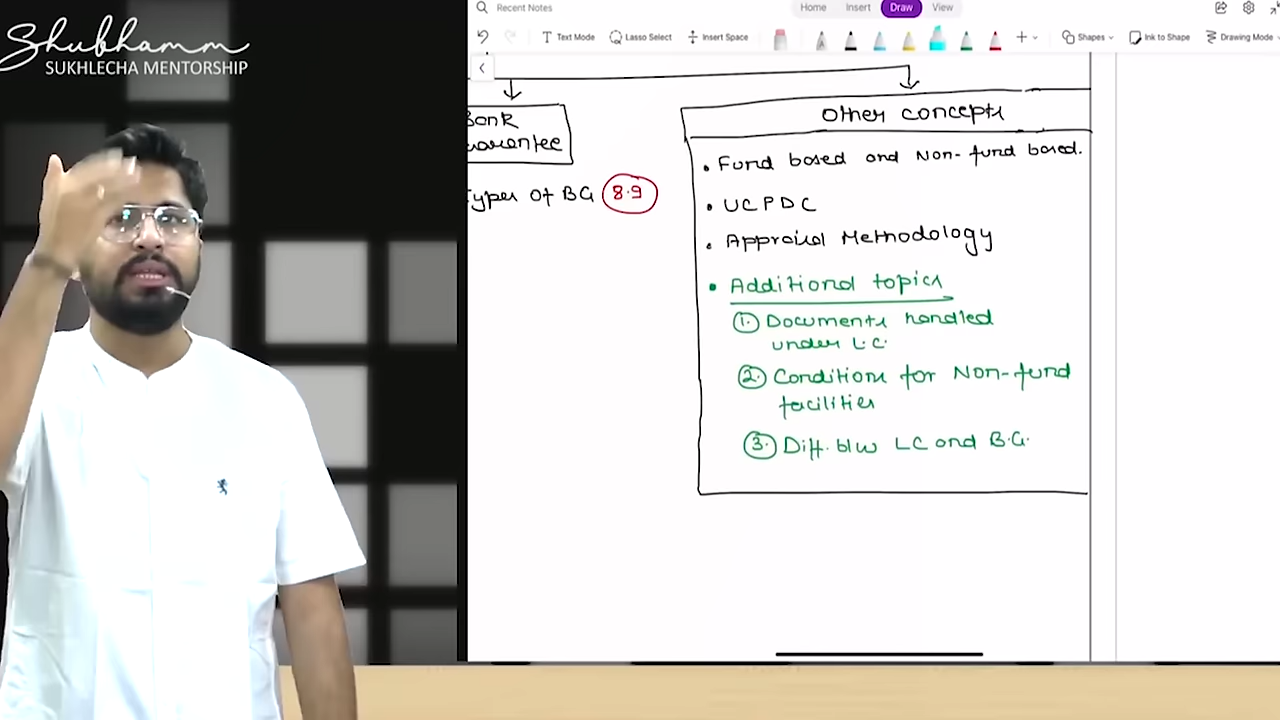 Shubhamm
SUKHLECHA MENTORSHIP
Recent Notes
Home Insert Draw View
Text Mode Lasso Select Insert Space Shapes Ink to Shape Drawing Mode
Bank
uarantee
Types of BG 8.9
Other concepts
• Fund based and Non-fund based.
• UCPDC
• Appraisal Methodology
• Additional topics
1. Documents handled
under L.C.
2. Conditions for Non-fund
facilities
3. Diff. b/w LC and B.G.